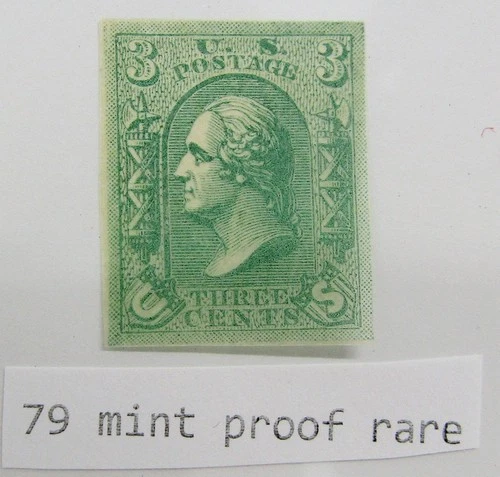 3 U. S. 3
POSTAGE
THREE
U CENTS S
79 mint proof rare